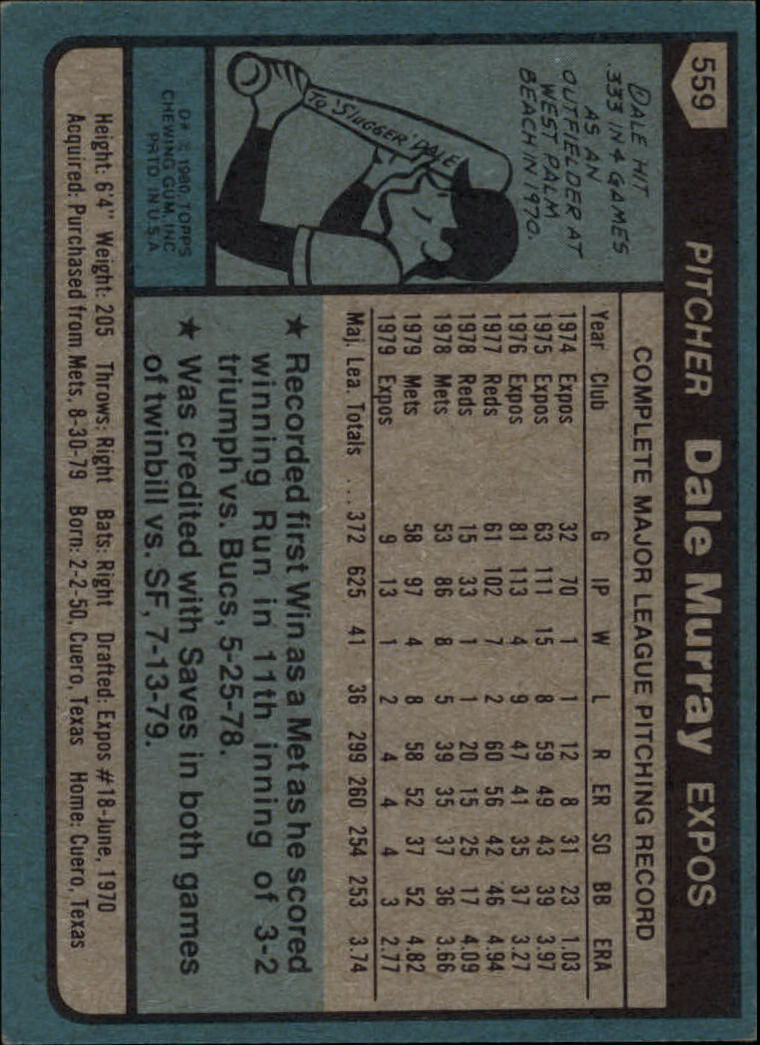 559
PITCHER Dale Murray EXPOS
DALE HIT
.333 IN 4 GAMES
AS AN
OUTFIELDER AT
WEST PALM
BEACH IN 1970.
TO "SLUGGER" DALE
D* © 1980 TOPPS
CHEWING GUM, INC
PRTD. IN U.S.A
COMPLETE MAJOR LEAGUE PITCHING RECORD
Year Club G IP W L R ER SO BB ERA
1974 Expos 32 70 1 1 12 8 31 23 1.03
1975 Expos 63 111 15 8 59 49 43 39 3.97
1976 Expos 81 113 4 9 47 41 35 37 3.27
1977 Reds 61 102 7 2 60 56 42 46 4.94
1978 Reds 15 33 1 1 20 15 25 17 4.09
1978 Mets 53 86 8 5 39 35 37 36 3.66
1979 Mets 58 97 4 8 58 52 37 52 4.82
1979 Expos 9 13 1 2 4 4 4 3 2.77
Maj. Lea. Totals ... 372 625 41 36 299 260 254 253 3.74
★ Recorded first Win as a Met as he scored
winning Run in 11th inning of 3-2
triumph vs. Bucs, 5-25-78.
★ Was credited with Saves in both games
of twinbill vs. SF, 7-13-79.
Height: 6'4" Weight: 205 Throws: Right Bats: Right Drafted: Expos #18-June, 1970
Acquired: Purchased from Mets, 8-30-79 Born: 2-2-50, Cuero, Texas Home: Cuero, Texas